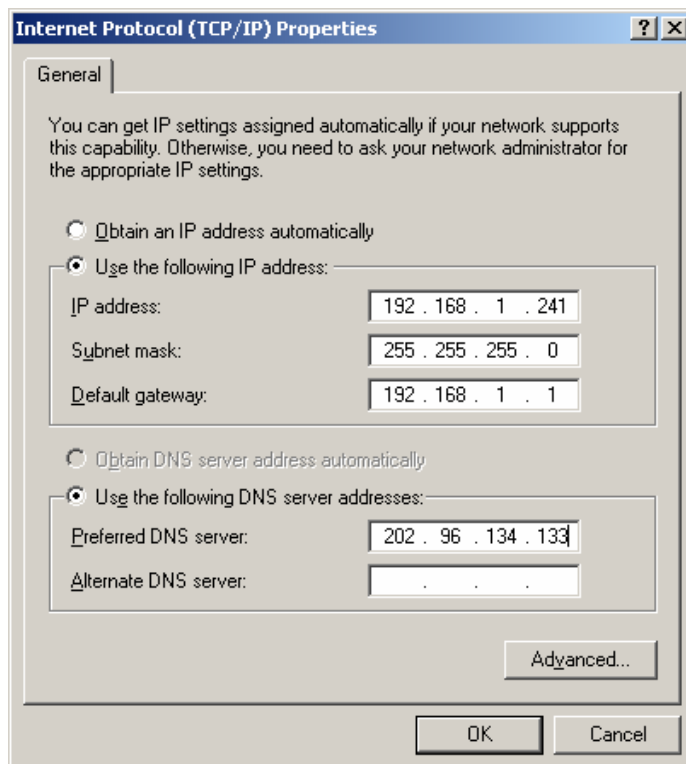 Internet Protocol (TCP/IP) Properties
General
You can get IP settings assigned automatically if your network supports
this capability. Otherwise, you need to ask your network administrator for
the appropriate IP settings.
Obtain an IP address automatically
Use the following IP address:
IP address: 192 . 168 . 1 . 241
Subnet mask: 255 . 255 . 255 . 0
Default gateway: 192 . 168 . 1 . 1
Obtain DNS server address automatically
Use the following DNS server addresses:
Preferred DNS server: 202 . 96 . 134 . 133
Alternate DNS server: . . .
Advanced...
OK Cancel